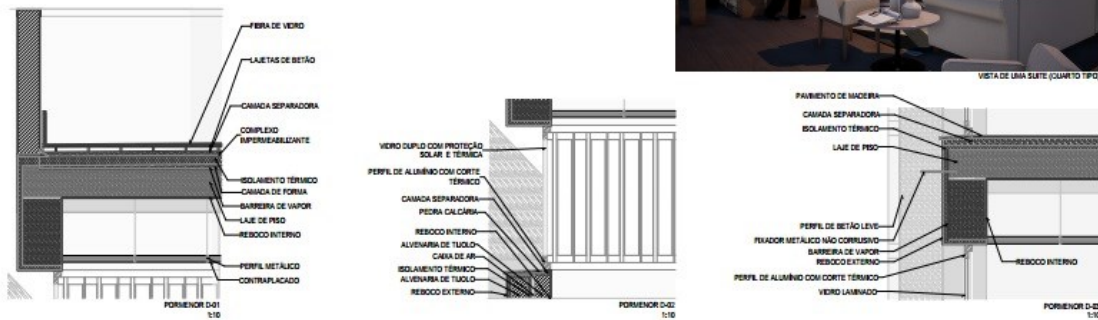 FIBRA DE VIDRO
LAJETAS DE BETÃO
CAMADA SEPARADORA
COMPLEXO
IMPERMEABILIZANTE
ISOLAMENTO TÉRMICO
CAMADA DE FORMA
BARREIRA DE VAPOR
LAJE DE PISO
REBOCO INTERNO
PERFIL METÁLICO
CONTRAPLACADO
PORMENOR D-01
1:10
VIDRO DUPLO COM PROTEÇÃO
SOLAR E TÉRMICA
PERFIL DE ALUMÍNIO COM CORTE
TÉRMICO
CAMADA SEPARADORA
PEDRA CALCÁRIA
REBOCO INTERNO
ALVENARIA DE TIJOLO
CAIXA DE AR
ISOLAMENTO TÉRMICO
ALVENARIA DE TIJOLO
REBOCO EXTERNO
PORMENOR D-02
1:10
VISTA DE UMA SUITE (QUARTO TIPO)
PAVIMENTO DE MADEIRA
CAMADA SEPARADORA
ISOLAMENTO TÉRMICO
LAJE DE PISO
PERFIL DE BETÃO LEVE
FIXADOR METÁLICO NÃO CORRUSIVO
BARREIRA DE VAPOR
REBOCO EXTERNO
PERFIL DE ALUMÍNIO COM CORTE TÉRMICO
VIDRO LAMINADO
REBOCO INTERNO
PORMENOR
1:10